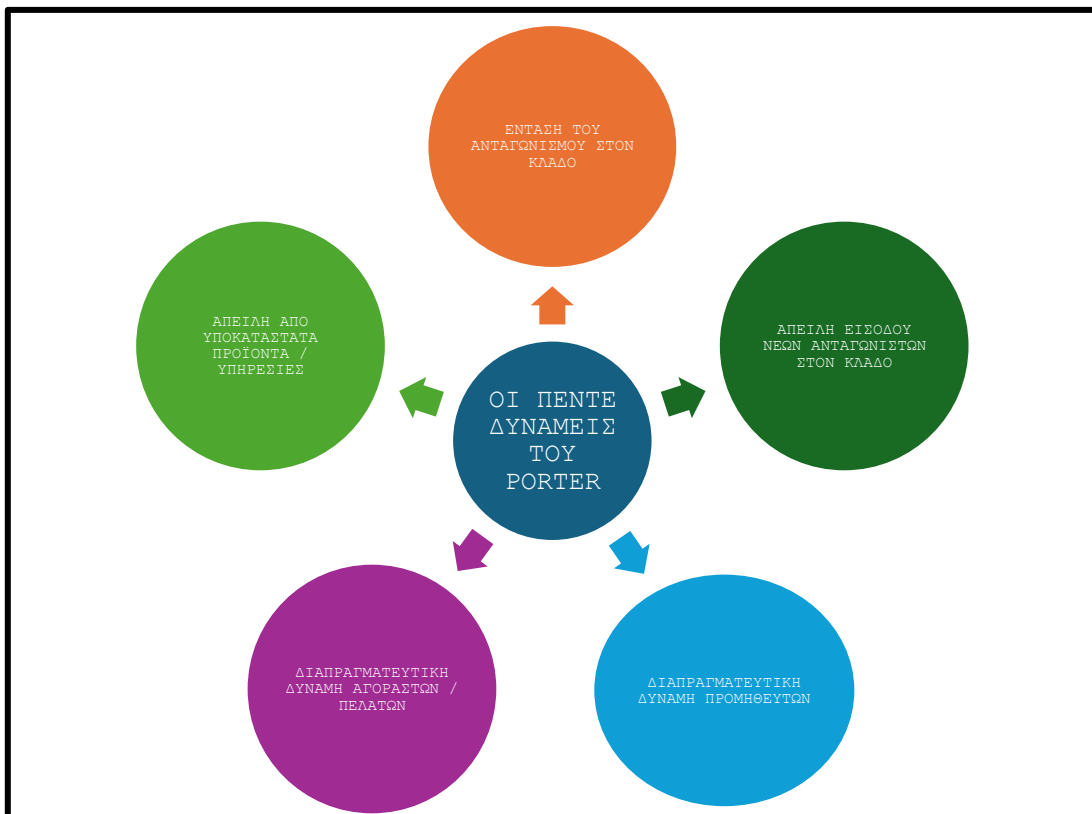 ΕΝΤΑΣΗ ΤΟΥ
ΑΝΤΑΓΩΝΙΣΜΟΥ ΣΤΟΝ
ΚΛΑΔΟ
ΑΠΕΙΛΗ ΑΠΟ
ΥΠΟΚΑΤΑΣΤΑΤΑ
ΠΡΟΪΟΝΤΑ /
ΥΠΗΡΕΣΙΕΣ
ΑΠΕΙΛΗ ΕΙΣΟΔΟΥ
ΝΕΩΝ ΑΝΤΑΓΩΝΙΣΤΩΝ
ΣΤΟΝ ΚΛΑΔΟ
ΟΙ ΠΕΝΤΕ
ΔΥΝΑΜΕΙΣ
ΤΟΥ
PORTER
ΔΙΑΠΡΑΓΜΑΤΕΥΤΙΚΗ
ΔΥΝΑΜΗ ΑΓΟΡΑΣΤΩΝ /
ΠΕΛΑΤΩΝ
ΔΙΑΠΡΑΓΜΑΤΕΥΤΙΚΗ
ΔΥΝΑΜΗ ΠΡΟΜΗΘΕΥΤΩΝ